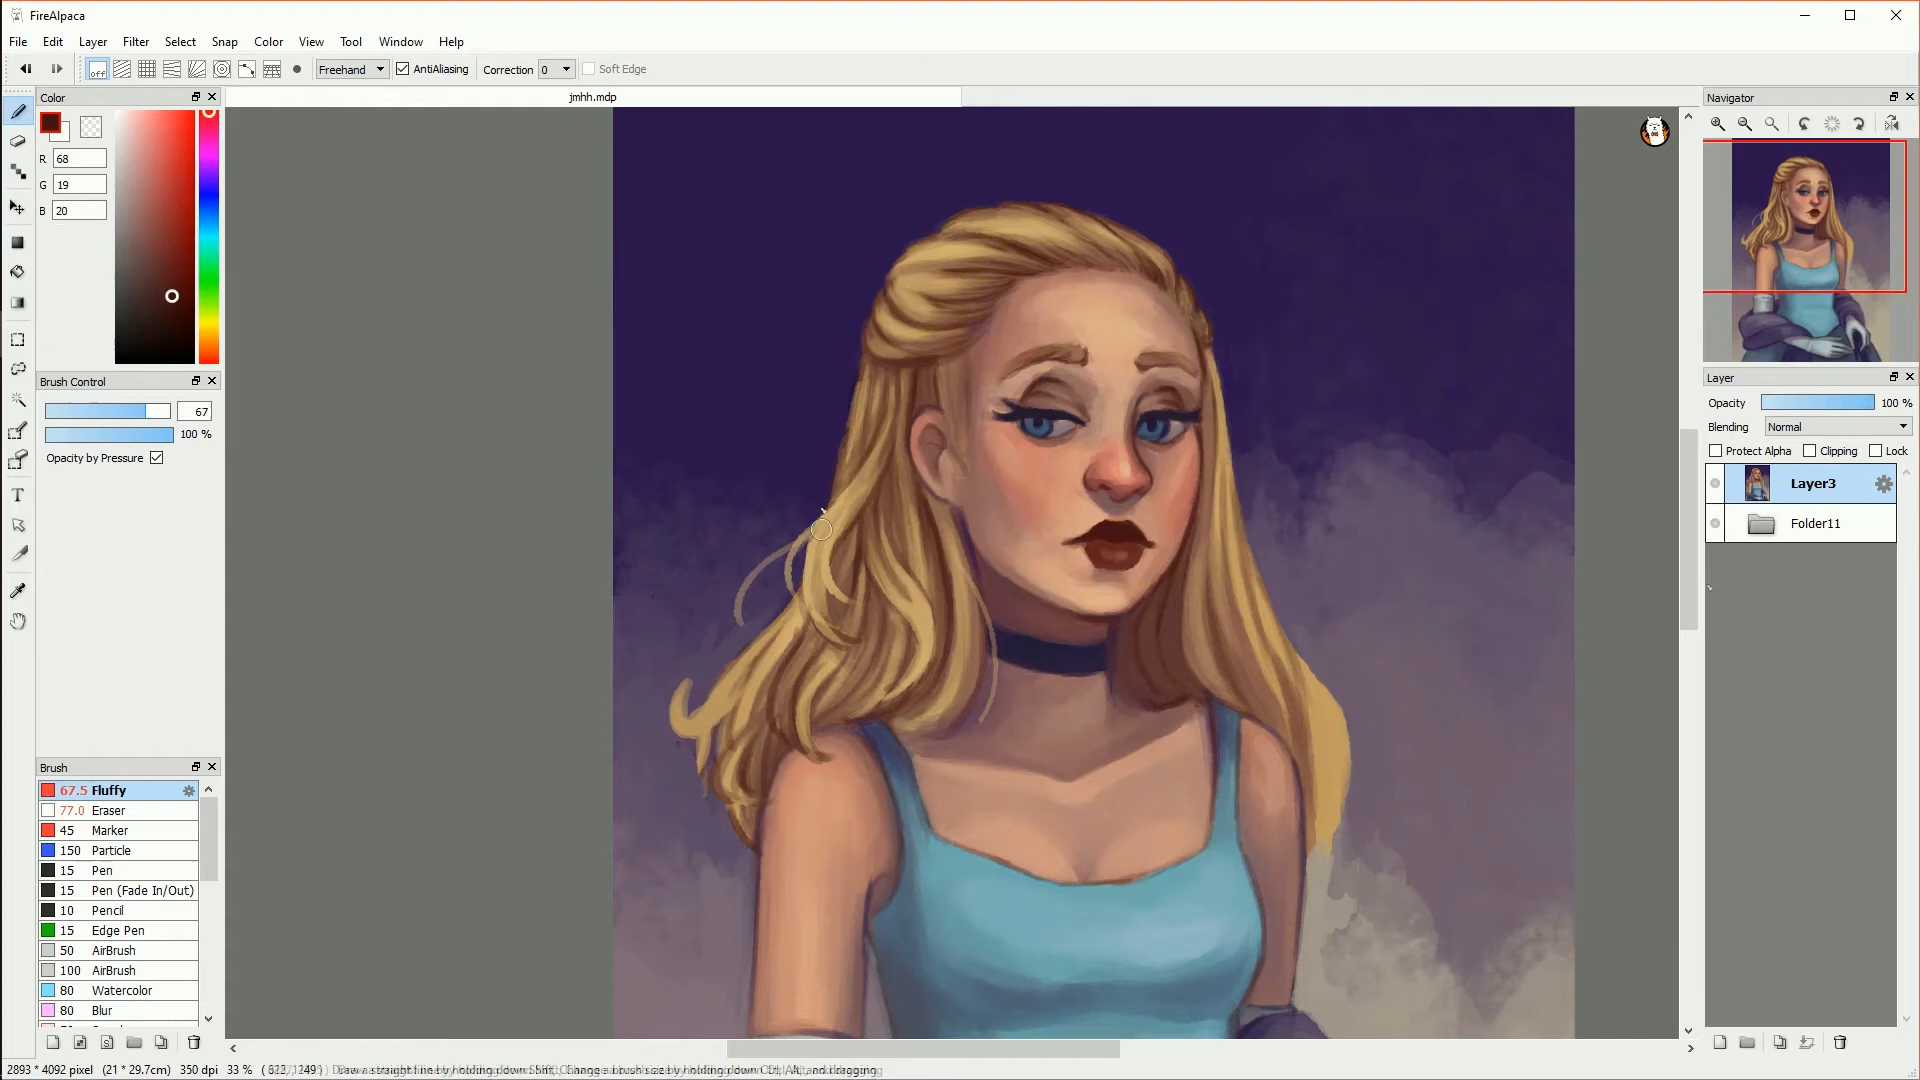 FireAlpaca
File Edit Layer Filter Select Snap Color View Tool Window Help
off Freehand AntiAliasing Correction 0 Soft Edge
Color
jmhh.mdp
Navigator
R 68
G 19
B 20
Brush Control
67
100 %
Opacity by Pressure
Layer
Opacity 100 %
Blending Normal
Protect Alpha Clipping Lock
Layer3
Folder11
T
Brush
67.5 Fluffy
77.0 Eraser
45 Marker
150 Particle
15 Pen
15 Pen (Fade In/Out)
10 Pencil
15 Edge Pen
50 AirBrush
100 AirBrush
80 Watercolor
80 Blur
2893 * 4092 pixel (21 * 29.7cm) 350 dpi 33 %